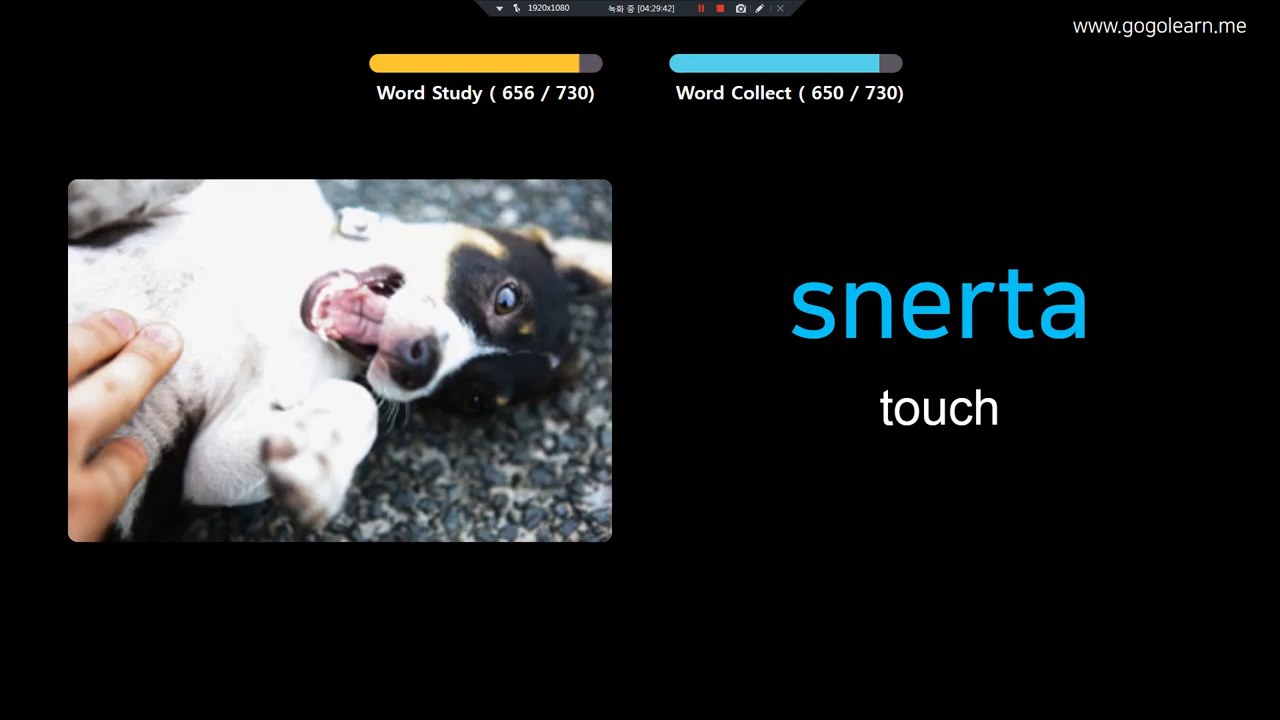 1920x1080 녹화 중 [04:29:42]
www.gogolearn.me
Word Study ( 656 / 730)
Word Collect ( 650 / 730)
snerta
touch